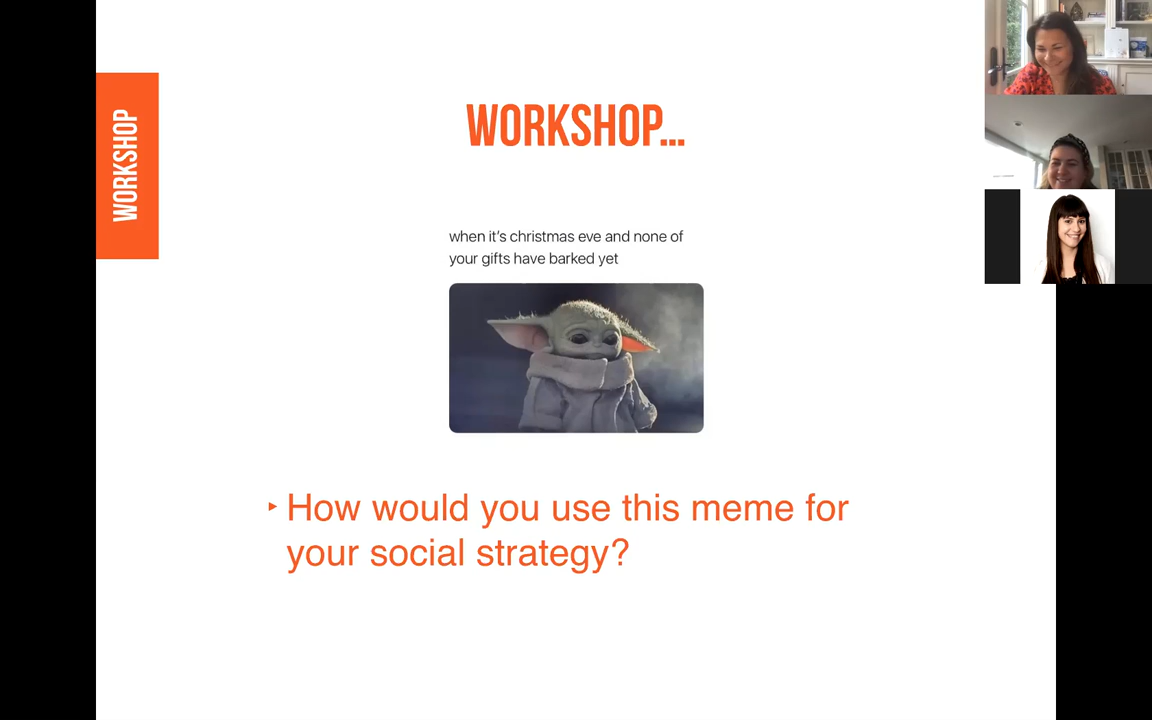 WORKSHOP
WORKSHOP...
when it's christmas eve and none of
your gifts have barked yet
‣ How would you use this meme for
your social strategy?